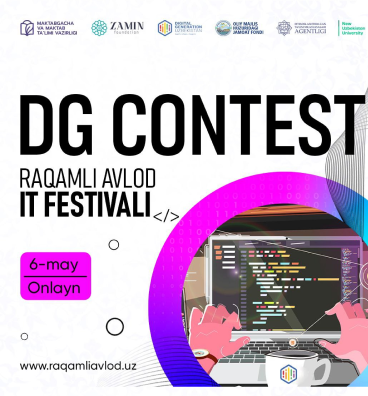 MAKTABGACHA
VA MAKTAB
TA'LIMI VAZIRLIGI
ZAMIN
foundation
DIGITAL
GENERATION
UZBEKISTAN
OLIY MAJLIS
HUZURIDAGI
JAMOAT FONDI
AGENTLIGI
New
Uzbekistan
University
DG CONTEST
RAQAMLI AVLOD
IT FESTIVALI
</>
6-may
Onlayn
www.raqamliavlod.uz